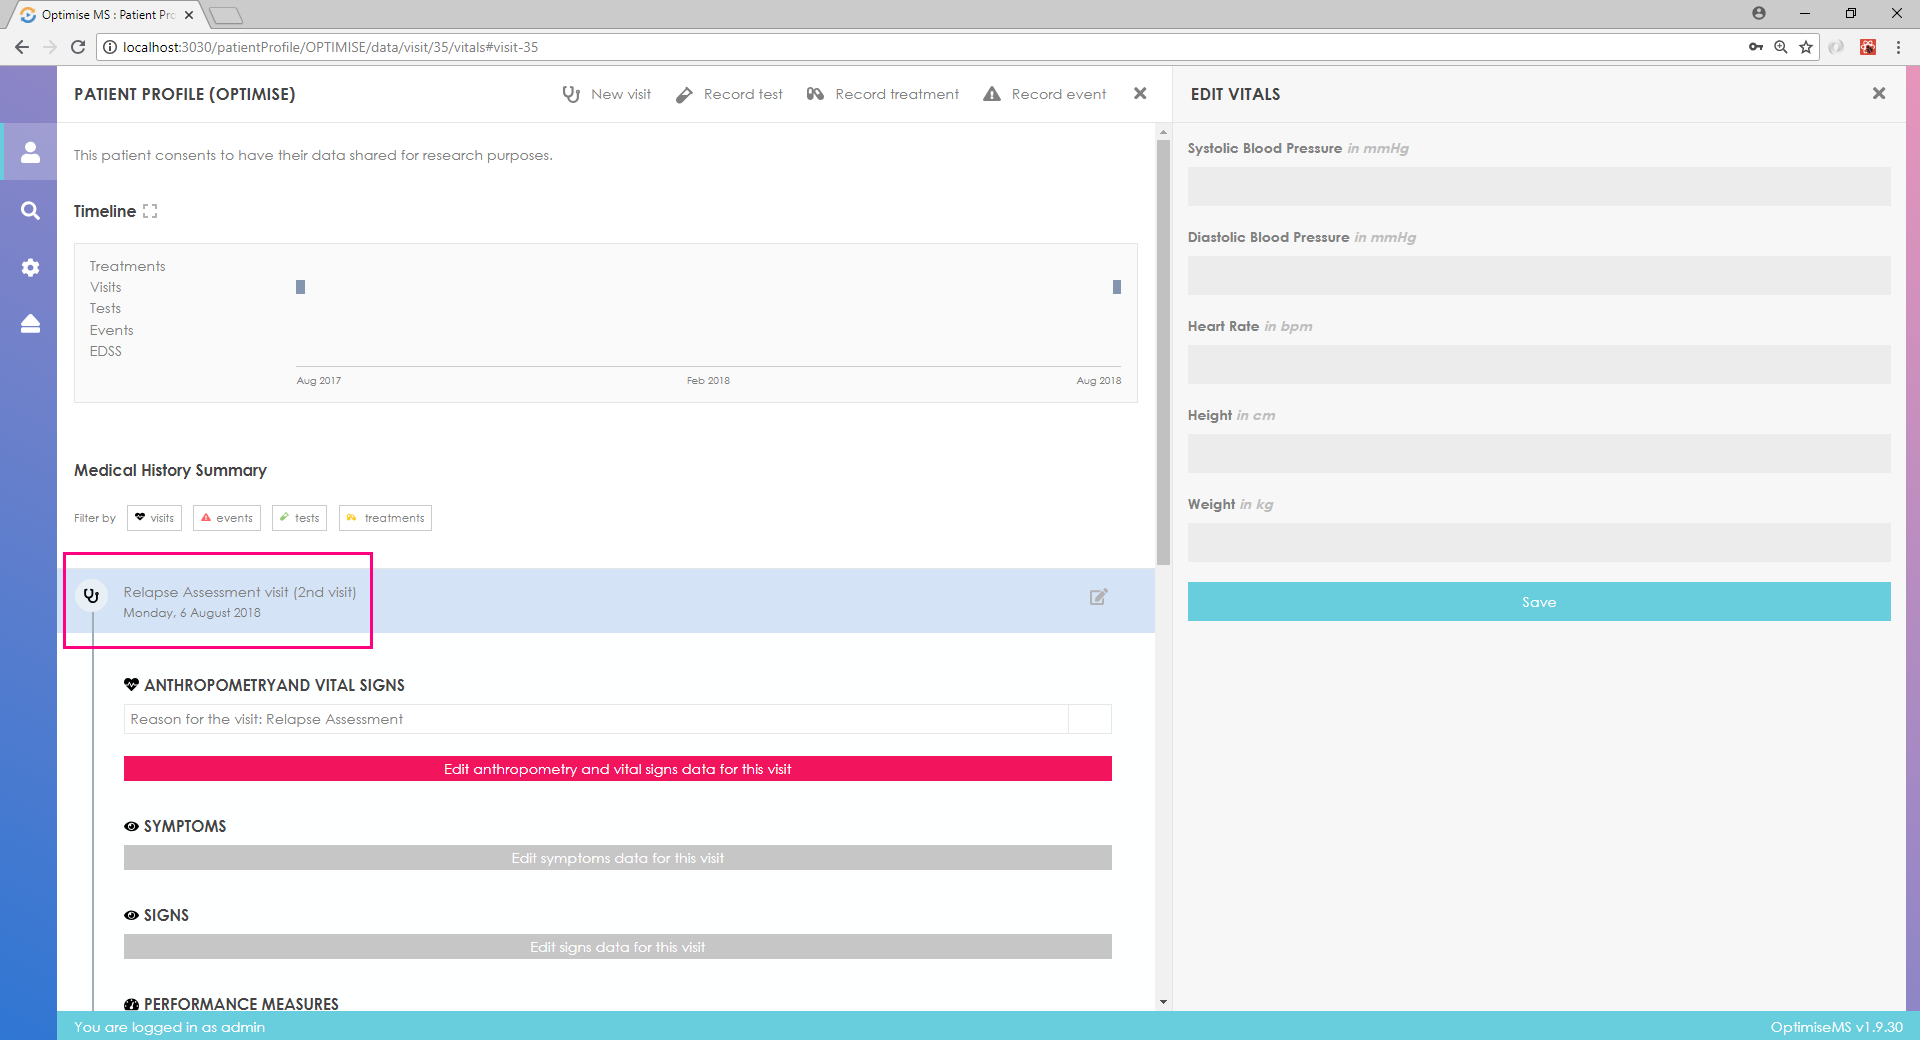 Optimise MS : Patient Pro
localhost:3030/patientProfile/OPTIMISE/data/visit/35/vitals#visit-35
PATIENT PROFILE (OPTIMISE)
New visit
Record test
Record treatment
Record event
This patient consents to have their data shared for research purposes.
Timeline
Treatments
Visits
Tests
Events
EDSS
Aug 2017
Feb 2018
Aug 2018
Medical History Summary
Filter by
visits
events
tests
treatments
Relapse Assessment visit (2nd visit)
Monday, 6 August 2018
ANTHROPOMETRYAND VITAL SIGNS
Reason for the visit: Relapse Assessment
Edit anthropometry and vital signs data for this visit
SYMPTOMS
Edit symptoms data for this visit
SIGNS
Edit signs data for this visit
PERFORMANCE MEASURES
EDIT VITALS
Systolic Blood Pressure in mmHg
Diastolic Blood Pressure in mmHg
Heart Rate in bpm
Height in cm
Weight in kg
Save
You are logged in as admin
OptimiseMS v1.9.30